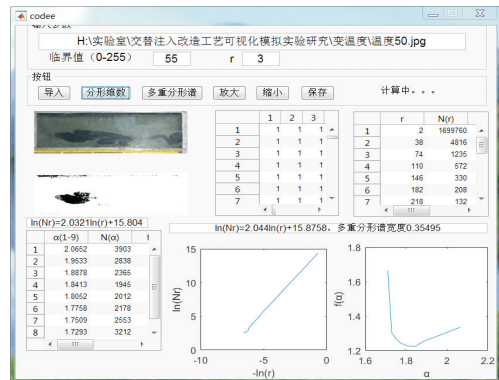 codee
H:\实验室\交替注入改造工艺可视化模拟实验研究\变温度\温度50.jpg
临界值（0-255） 55 r 3
按钮
导入 分形维数 多重分形谱 放大 缩小 保存 计算中。。。
1 2 3
1 1 1 1
2 1 1 1
3 1 1 1
4 1 1 1
5 1 1 1
6 1 1 1
7 1 1 1
r N(r)
1 2 1699760
2 38 4816
3 74 1235
4 110 572
5 146 330
6 182 208
7 218 132
ln(Nr)=2.0321ln(r)+15.804
ln(Nr)=2.044ln(r)+15.8758，多重分形谱宽度0.35495
α(1-9) N(α) f
1 2.0652 3903
2 1.9533 2838
3 1.8878 2365
4 1.8413 1945
5 1.8052 2012
6 1.7758 2178
7 1.7509 2553
8 1.7293 3212
ln(Nr)
15
10
5
0
-10 -5 0
-ln(r)
f(α)
1.8
1.6
1.4
1.2
1.6 1.8 2 2.2
α